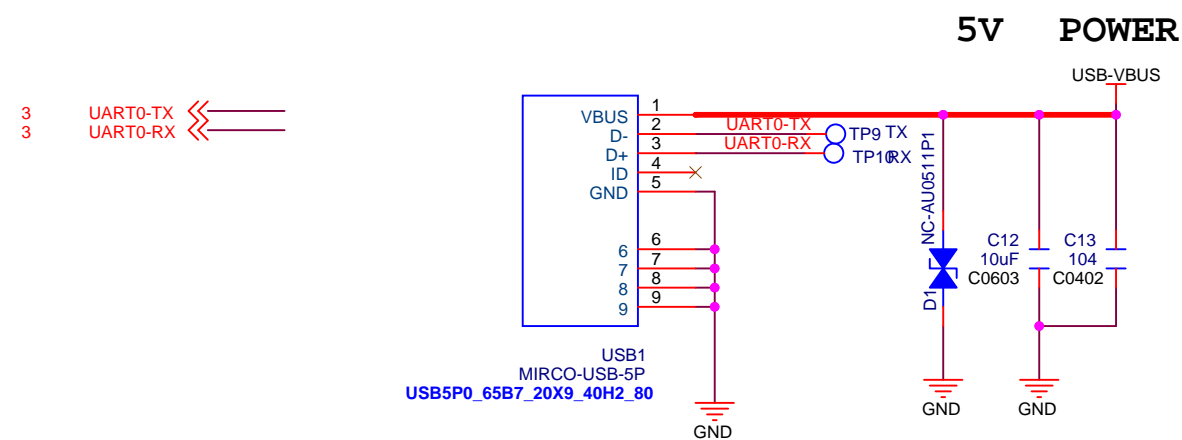 5V POWER
USB-VBUS
3 UART0-TX
3 UART0-RX
VBUS 1
D- 2 UART0-TX TP9 TX
D+ 3 UART0-RX TP10 RX
ID 4
GND 5
6 6
7 7
8 8
9 9
NC-AU0511P1
D1
C12
10uF
C0603
C13
104
C0402
USB1
MIRCO-USB-5P
USB5P0_65B7_20X9_40H2_80
GND
GND
GND